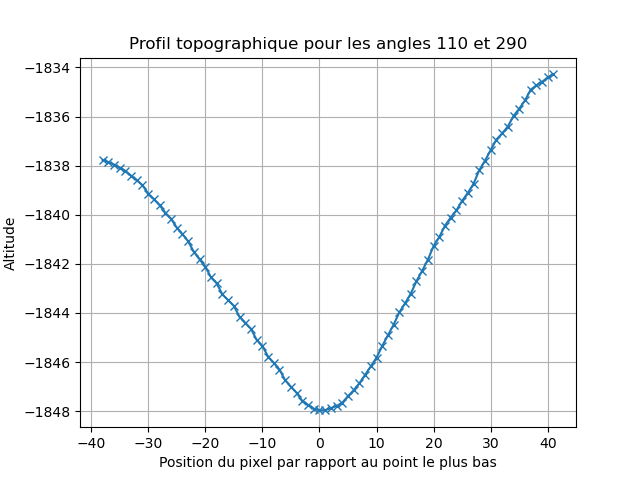 Profil topographique pour les angles 110 et 290
−1834
−1836
−1838
−1840
−1842
−1844
−1846
−1848
Altitude
−40 −30 −20 −10 0 10 20 30 40
Position du pixel par rapport au point le plus bas